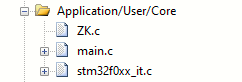 Application/User/Core
ZK.c
main.c
stm32f0xx_it.c